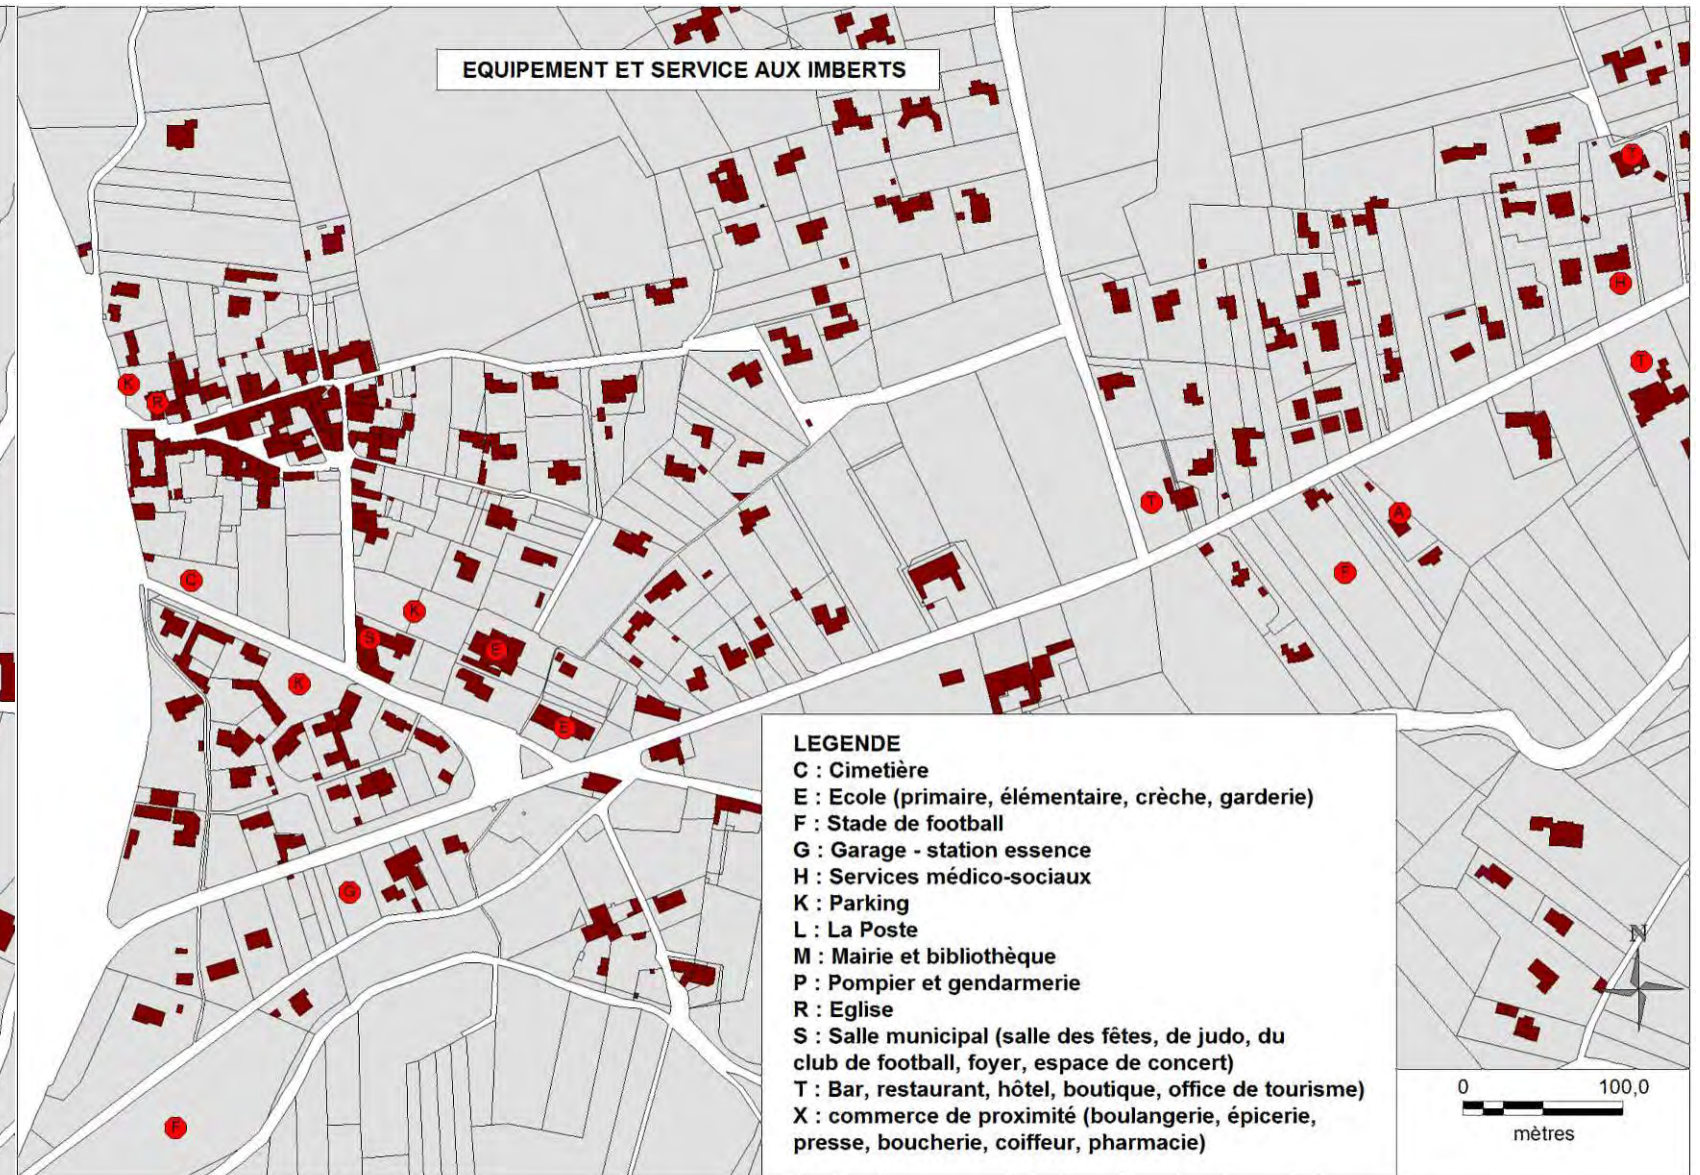 EQUIPEMENT ET SERVICE AUX IMBERTS
T
H
K
T
R
T
A
C
F
K
S
E
K
E
G
F
LEGENDE
C : Cimetière
E : Ecole (primaire, élémentaire, crèche, garderie)
F : Stade de football
G : Garage - station essence
H : Services médico-sociaux
K : Parking
L : La Poste
M : Mairie et bibliothèque
P : Pompier et gendarmerie
R : Eglise
S : Salle municipal (salle des fêtes, de judo, du
club de football, foyer, espace de concert)
T : Bar, restaurant, hôtel, boutique, office de tourisme)
X : commerce de proximité (boulangerie, épicerie,
presse, boucherie, coiffeur, pharmacie)
N
0 100,0
mètres